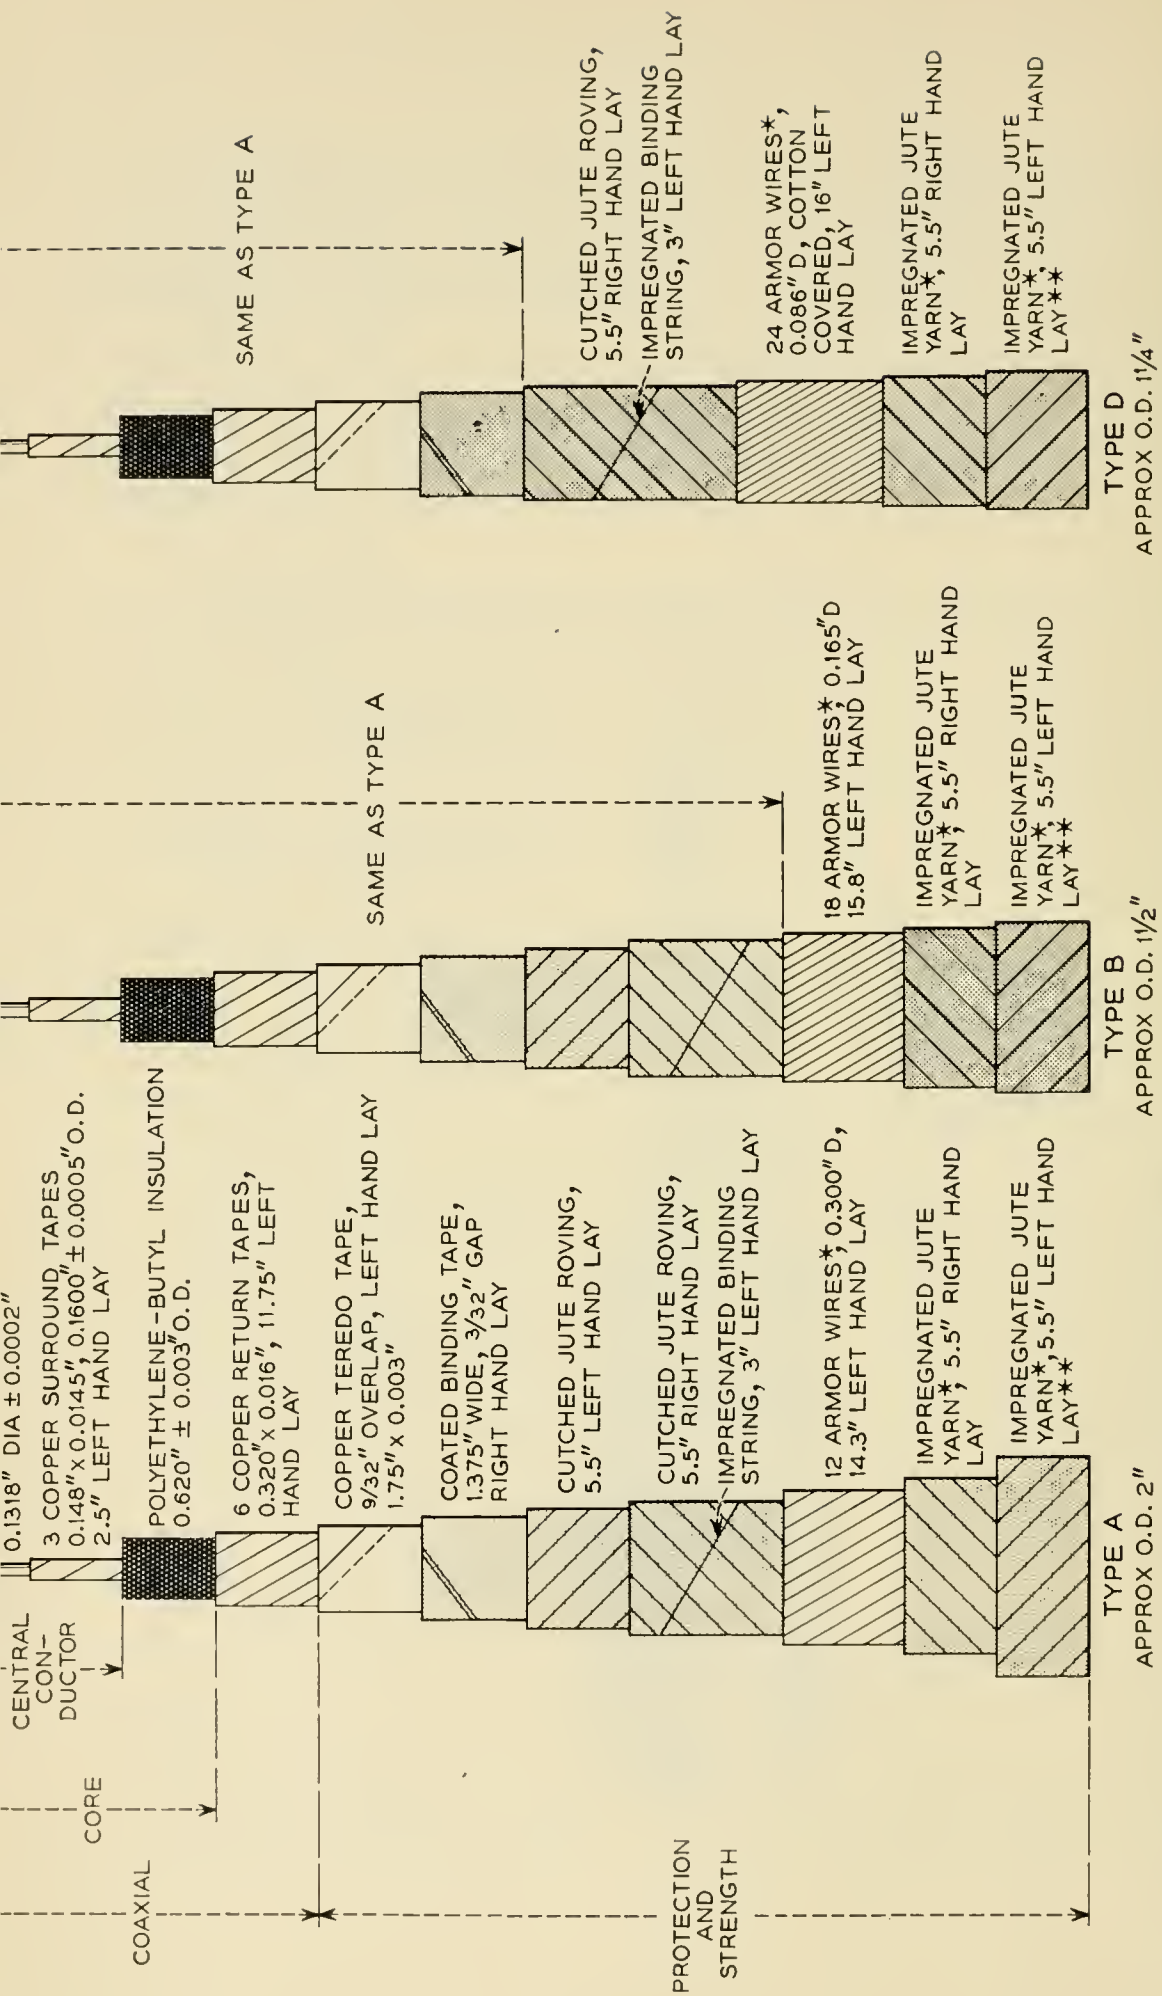 CENTRAL
CON-
DUCTOR
CORE
COAXIAL
PROTECTION
AND
STRENGTH
0.1318" DIA ± 0.0002"
3 COPPER SURROUND TAPES
0.148" x 0.0145", 0.1600" ± 0.0005" O.D.
2.5" LEFT HAND LAY
POLYETHYLENE-BUTYL INSULATION
0.620" ± 0.003" O.D.
6 COPPER RETURN TAPES,
0.320" x 0.016", 11.75" LEFT
HAND LAY
COPPER TEREDO TAPE,
9/32" OVERLAP, LEFT HAND LAY
1.75" x 0.003"
COATED BINDING TAPE,
1.375" WIDE, 3/32" GAP
RIGHT HAND LAY
CUTCHED JUTE ROVING,
5.5" LEFT HAND LAY
CUTCHED JUTE ROVING,
5.5" RIGHT HAND LAY
IMPREGNATED BINDING
STRING, 3" LEFT HAND LAY
12 ARMOR WIRES*, 0.300" D,
14.3" LEFT HAND LAY
IMPREGNATED JUTE
YARN*, 5.5" RIGHT HAND
LAY
IMPREGNATED JUTE
YARN*, 5.5" LEFT HAND
LAY**
TYPE A
APPROX O.D. 2"
SAME AS TYPE A
18 ARMOR WIRES*, 0.165" D
15.8" LEFT HAND LAY
IMPREGNATED JUTE
YARN*, 5.5" RIGHT HAND
LAY
IMPREGNATED JUTE
YARN*, 5.5" LEFT HAND
LAY**
TYPE B
APPROX O.D. 1 1/2"
SAME AS TYPE A
CUTCHED JUTE ROVING,
5.5" RIGHT HAND LAY
IMPREGNATED BINDING
STRING, 3" LEFT HAND LAY
24 ARMOR WIRES*,
0.086" D, COTTON
COVERED, 16" LEFT
HAND LAY
IMPREGNATED JUTE
YARN*, 5.5" RIGHT HAND
LAY
IMPREGNATED JUTE
YARN*, 5.5" LEFT HAND
LAY**
TYPE D
APPROX O.D. 1 1/4"